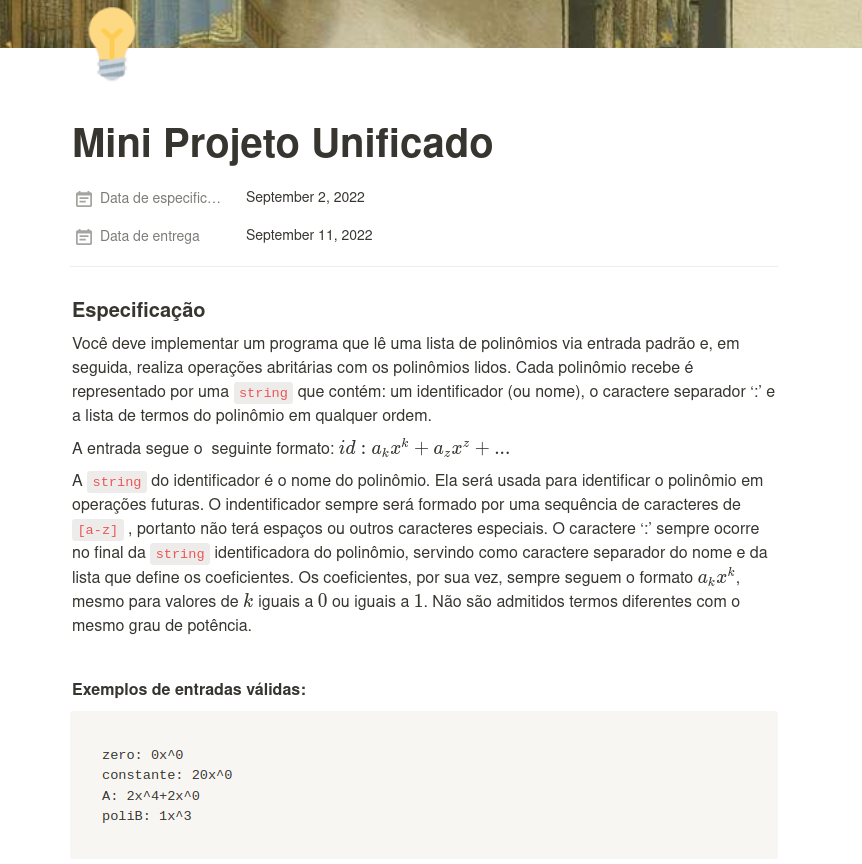 Mini Projeto Unificado
Data de especific... September 2, 2022
Data de entrega September 11, 2022
Especificação
Você deve implementar um programa que lê uma lista de polinômios via entrada padrão e, em
seguida, realiza operações abritárias com os polinômios lidos. Cada polinômio recebe é
representado por uma string que contém: um identificador (ou nome), o caractere separador ‘:’ e
a lista de termos do polinômio em qualquer ordem.
A entrada segue o  seguinte formato: id : aₖxᵏ + a_z x^z + ...
A string do identificador é o nome do polinômio. Ela será usada para identificar o polinômio em
operações futuras. O indentificador sempre será formado por uma sequência de caracteres de
[a-z] , portanto não terá espaços ou outros caracteres especiais. O caractere ‘:’ sempre ocorre
no final da string identificadora do polinômio, servindo como caractere separador do nome e da
lista que define os coeficientes. Os coeficientes, por sua vez, sempre seguem o formato aₖxᵏ,
mesmo para valores de k iguais a 0 ou iguais a 1. Não são admitidos termos diferentes com o
mesmo grau de potência.
Exemplos de entradas válidas:
zero: 0x^0
constante: 20x^0
A: 2x^4+2x^0
poliB: 1x^3